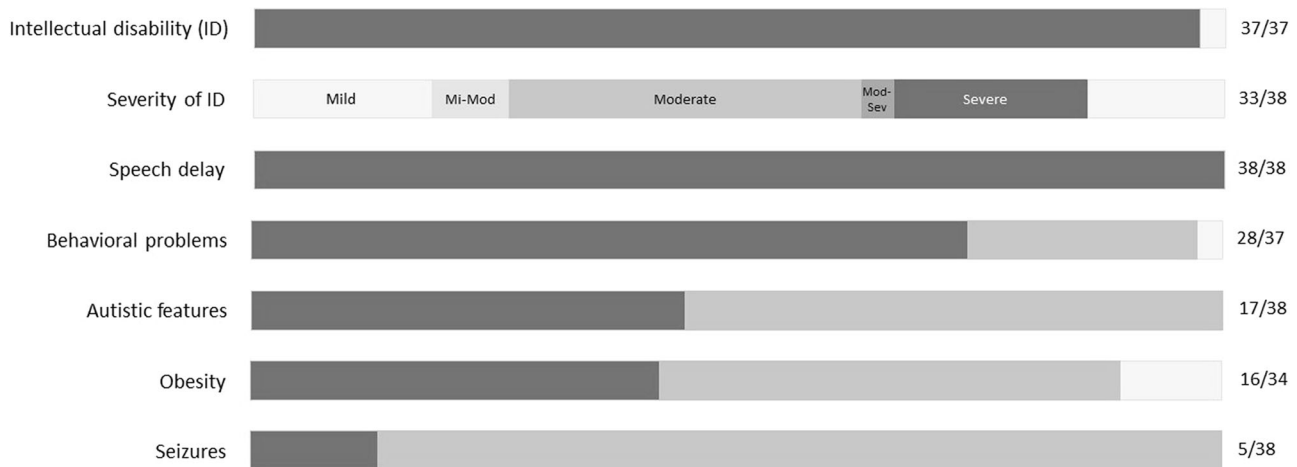 Intellectual disability (ID) 37/37
Severity of ID Mild Mi-Mod Moderate Mod-
Sev Severe 33/38
Speech delay 38/38
Behavioral problems 28/37
Autistic features 17/38
Obesity 16/34
Seizures 5/38